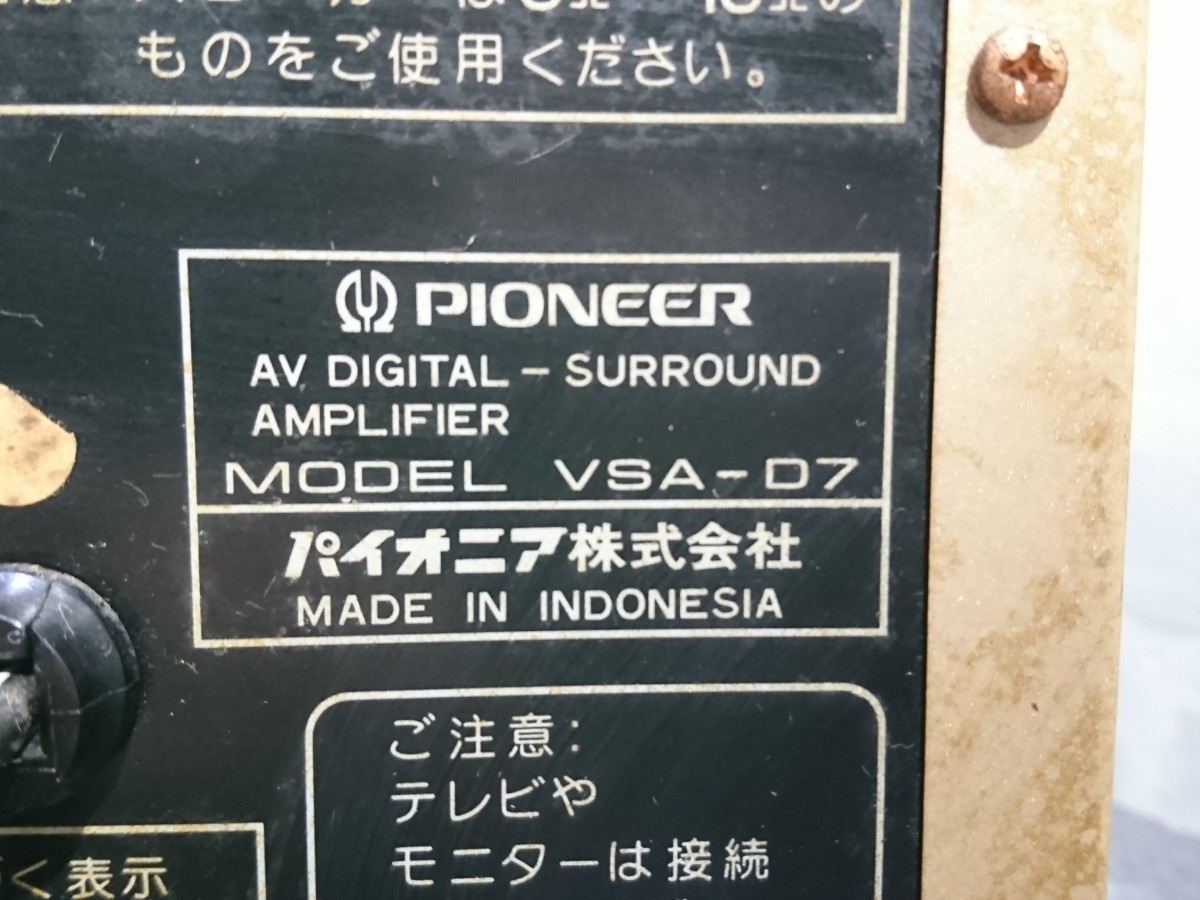 ものをご使用ください。
PIONEER
AV DIGITAL – SURROUND
AMPLIFIER
MODEL VSA-D7
パイオニア株式会社
MADE IN INDONESIA
ご注意:
テレビや
モニターは接続
く表示